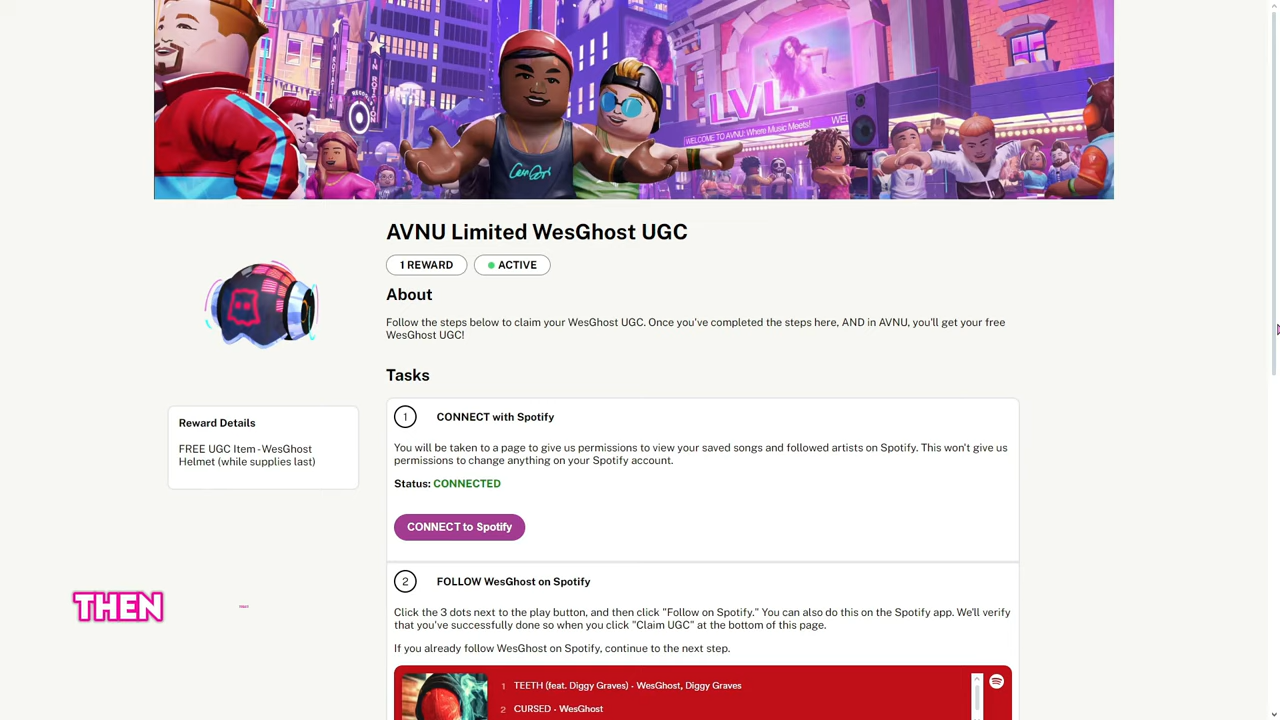 LVL
WELCOME TO AVNU: Where Music Meets!
WEL
AVNU Limited WesGhost UGC
1 REWARD
ACTIVE
About
Follow the steps below to claim your WesGhost UGC. Once you've completed the steps here, AND in AVNU, you'll get your free
WesGhost UGC!
Tasks
1
CONNECT with Spotify
You will be taken to a page to give us permissions to view your saved songs and followed artists on Spotify. This won't give us
permissions to change anything on your Spotify account.
Status: CONNECTED
CONNECT to Spotify
Reward Details
FREE UGC Item - WesGhost
Helmet (while supplies last)
2
FOLLOW WesGhost on Spotify
Click the 3 dots next to the play button, and then click "Follow on Spotify." You can also do this on the Spotify app. We'll verify
that you've successfully done so when you click "Claim UGC" at the bottom of this page.
If you already follow WesGhost on Spotify, continue to the next step.
1 TEETH (feat. Diggy Graves) · WesGhost, Diggy Graves
2 CURSED · WesGhost
THEN